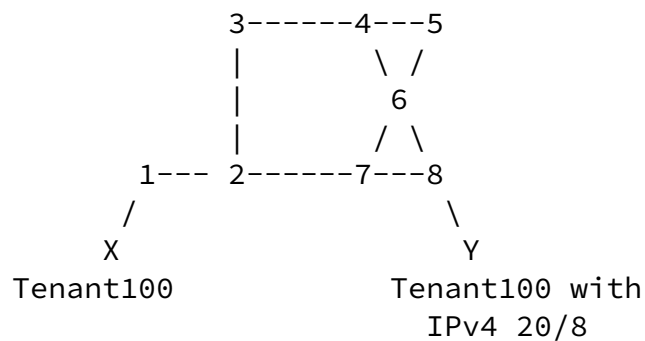 3------4---5
|       \ /
|        6
|       / \
1--- 2------7---8
/ \
X Y
Tenant100 Tenant100 with
IPv4 20/8